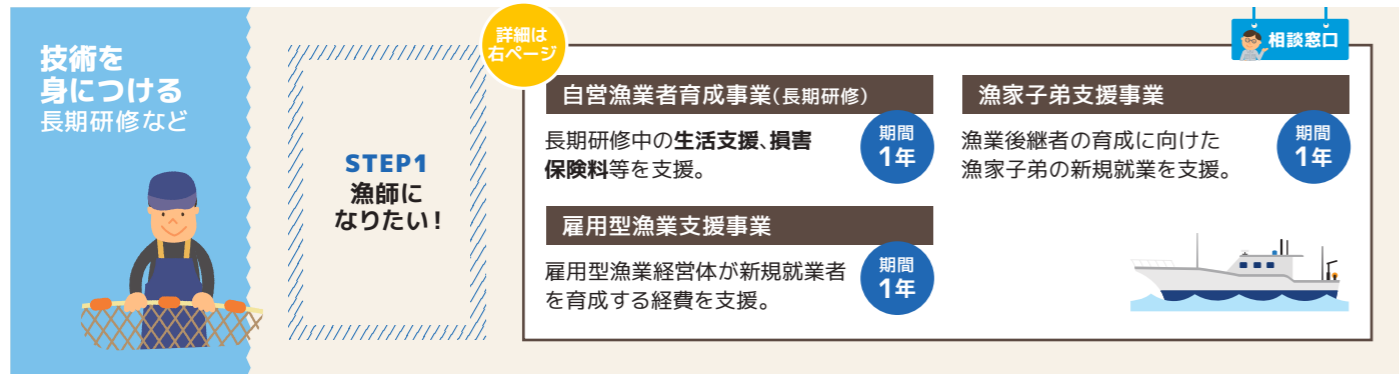 技術を
身につける
長期研修など
STEP1
漁師に
なりたい!
詳細は
右ページ
相談窓口
自営漁業者育成事業(長期研修)
長期研修中の生活支援、損害
保険料等を支援。
期間
1年
漁家子弟支援事業
漁業後継者の育成に向けた
漁家子弟の新規就業を支援。
期間
1年
雇用型漁業支援事業
雇用型漁業経営体が新規就業者
を育成する経費を支援。
期間
1年